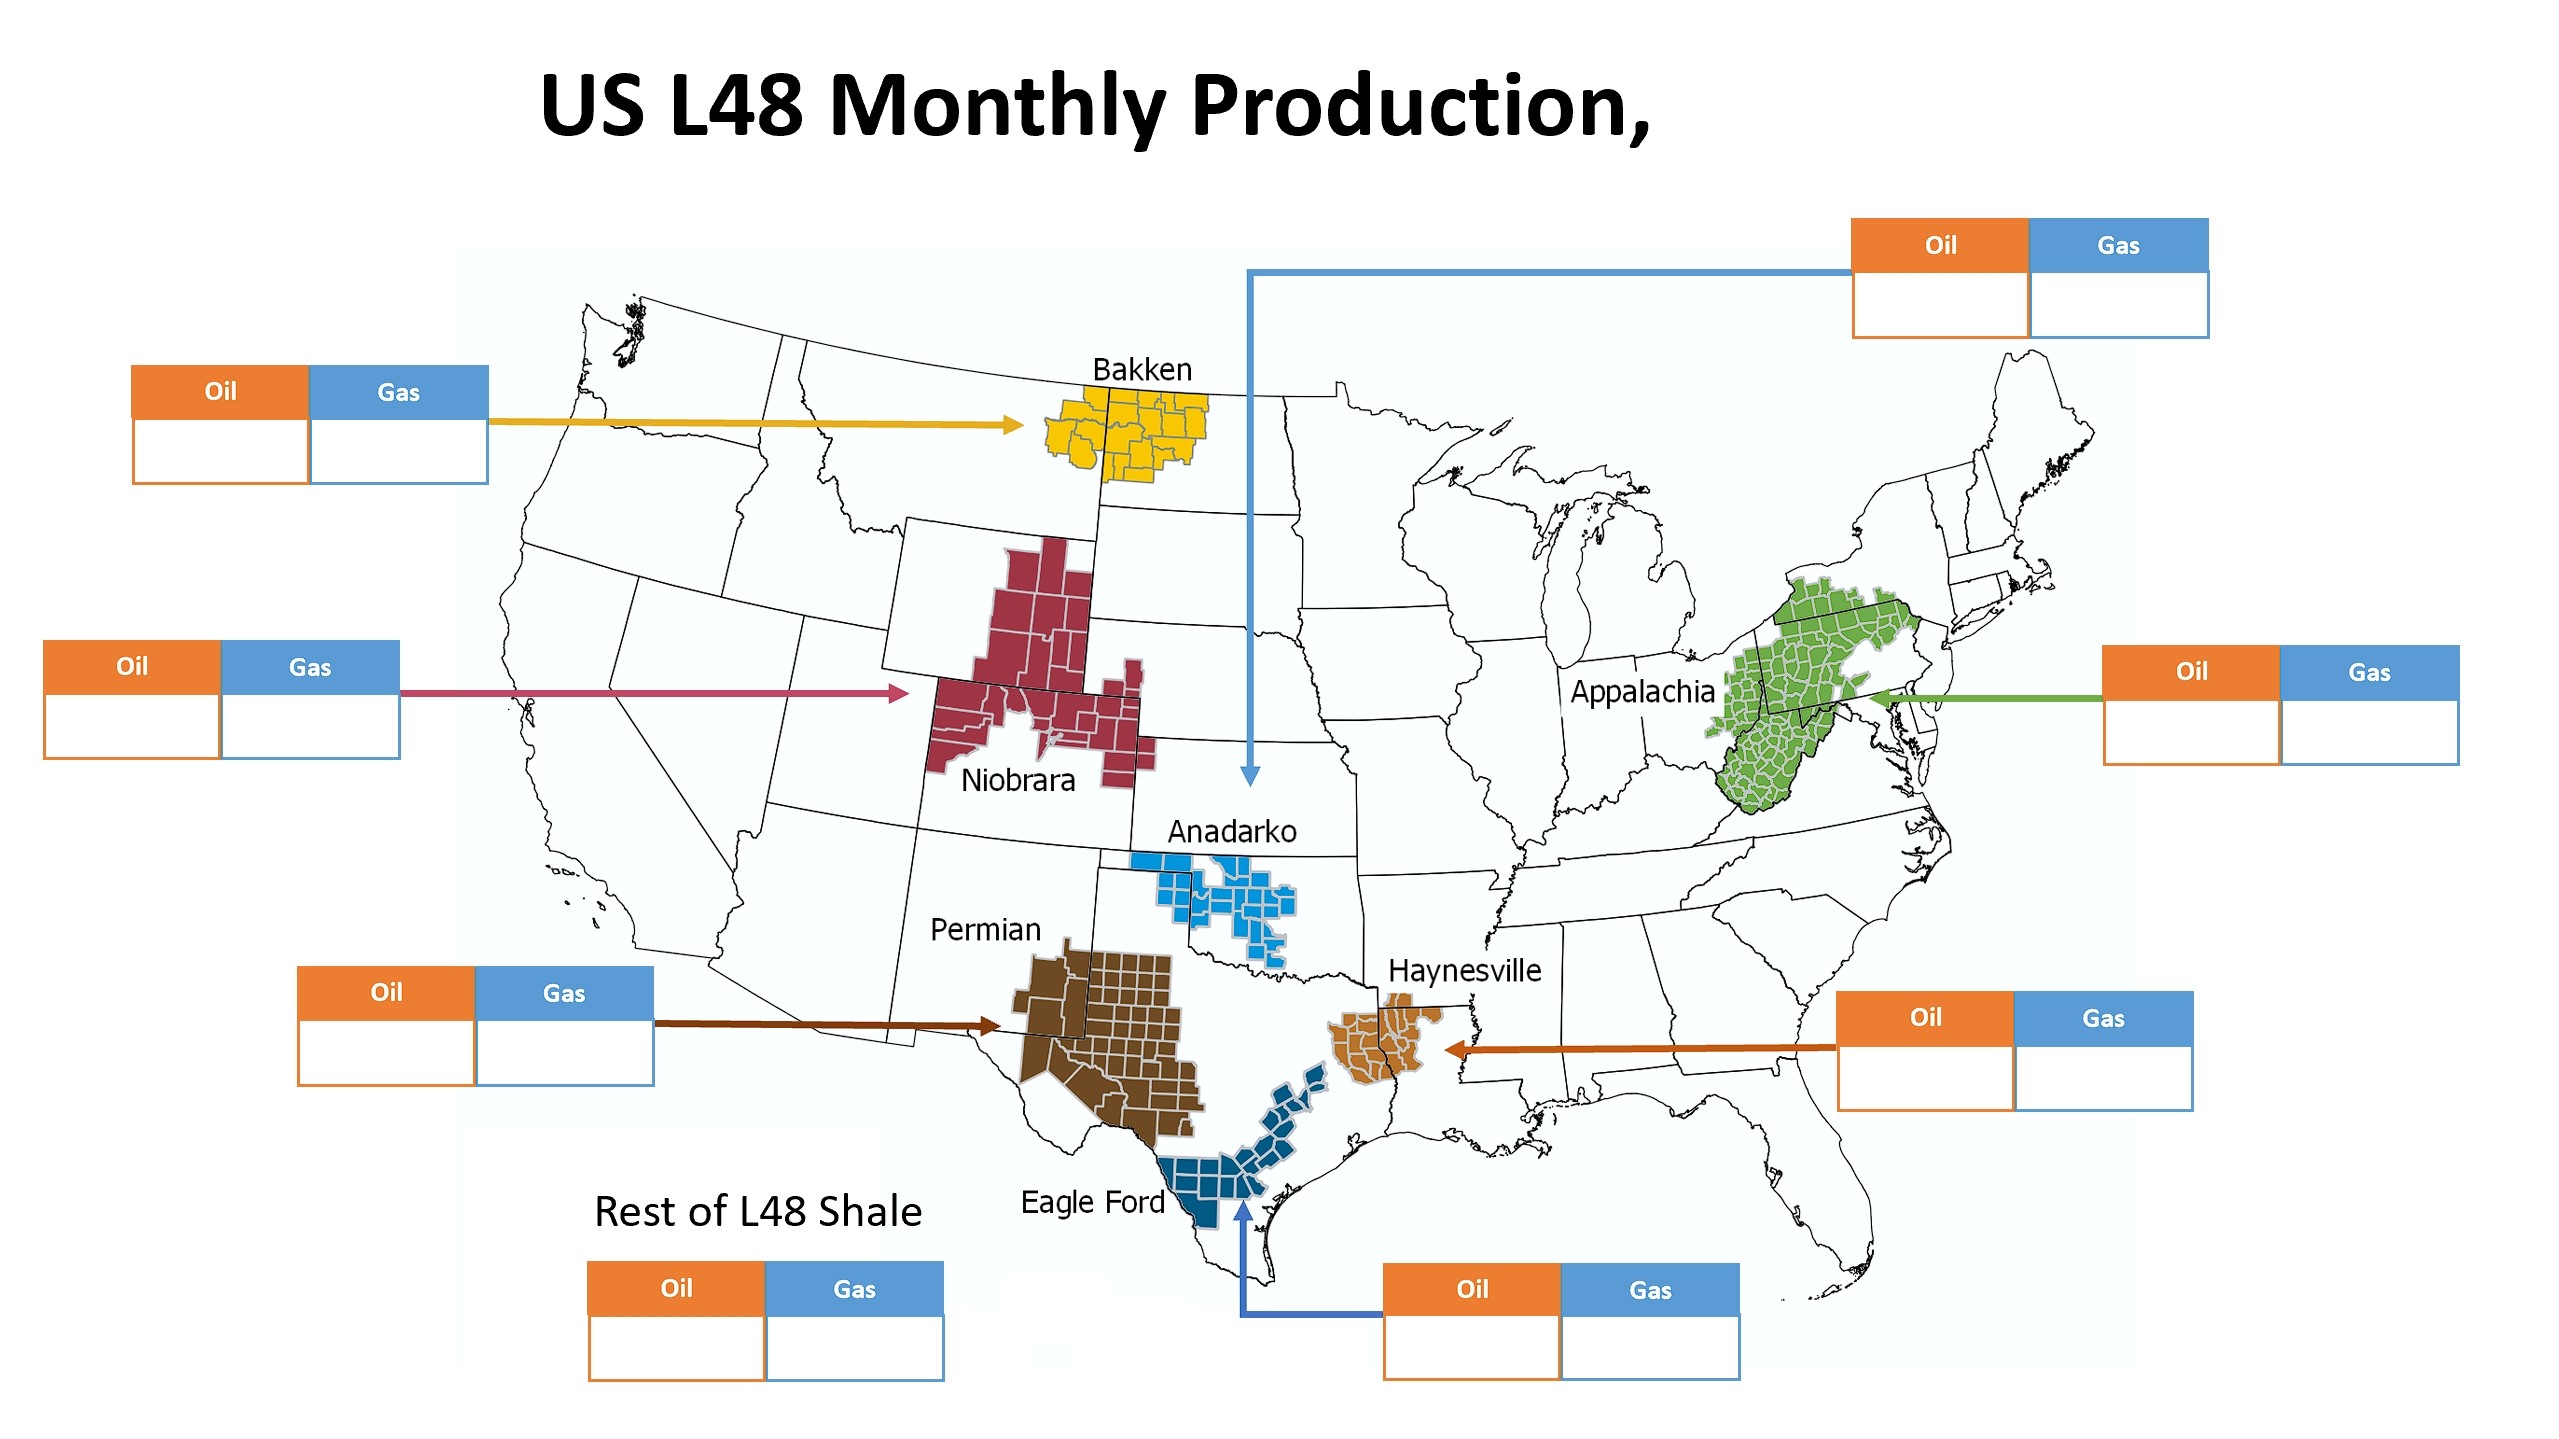 US L48 Monthly Production,
Oil Gas
Bakken
Oil Gas
Oil Gas
Appalachia
Oil Gas
Niobrara
Anadarko
Permian
Haynesville
Oil Gas
Oil Gas
Eagle Ford
Rest of L48 Shale
Oil Gas
Oil Gas